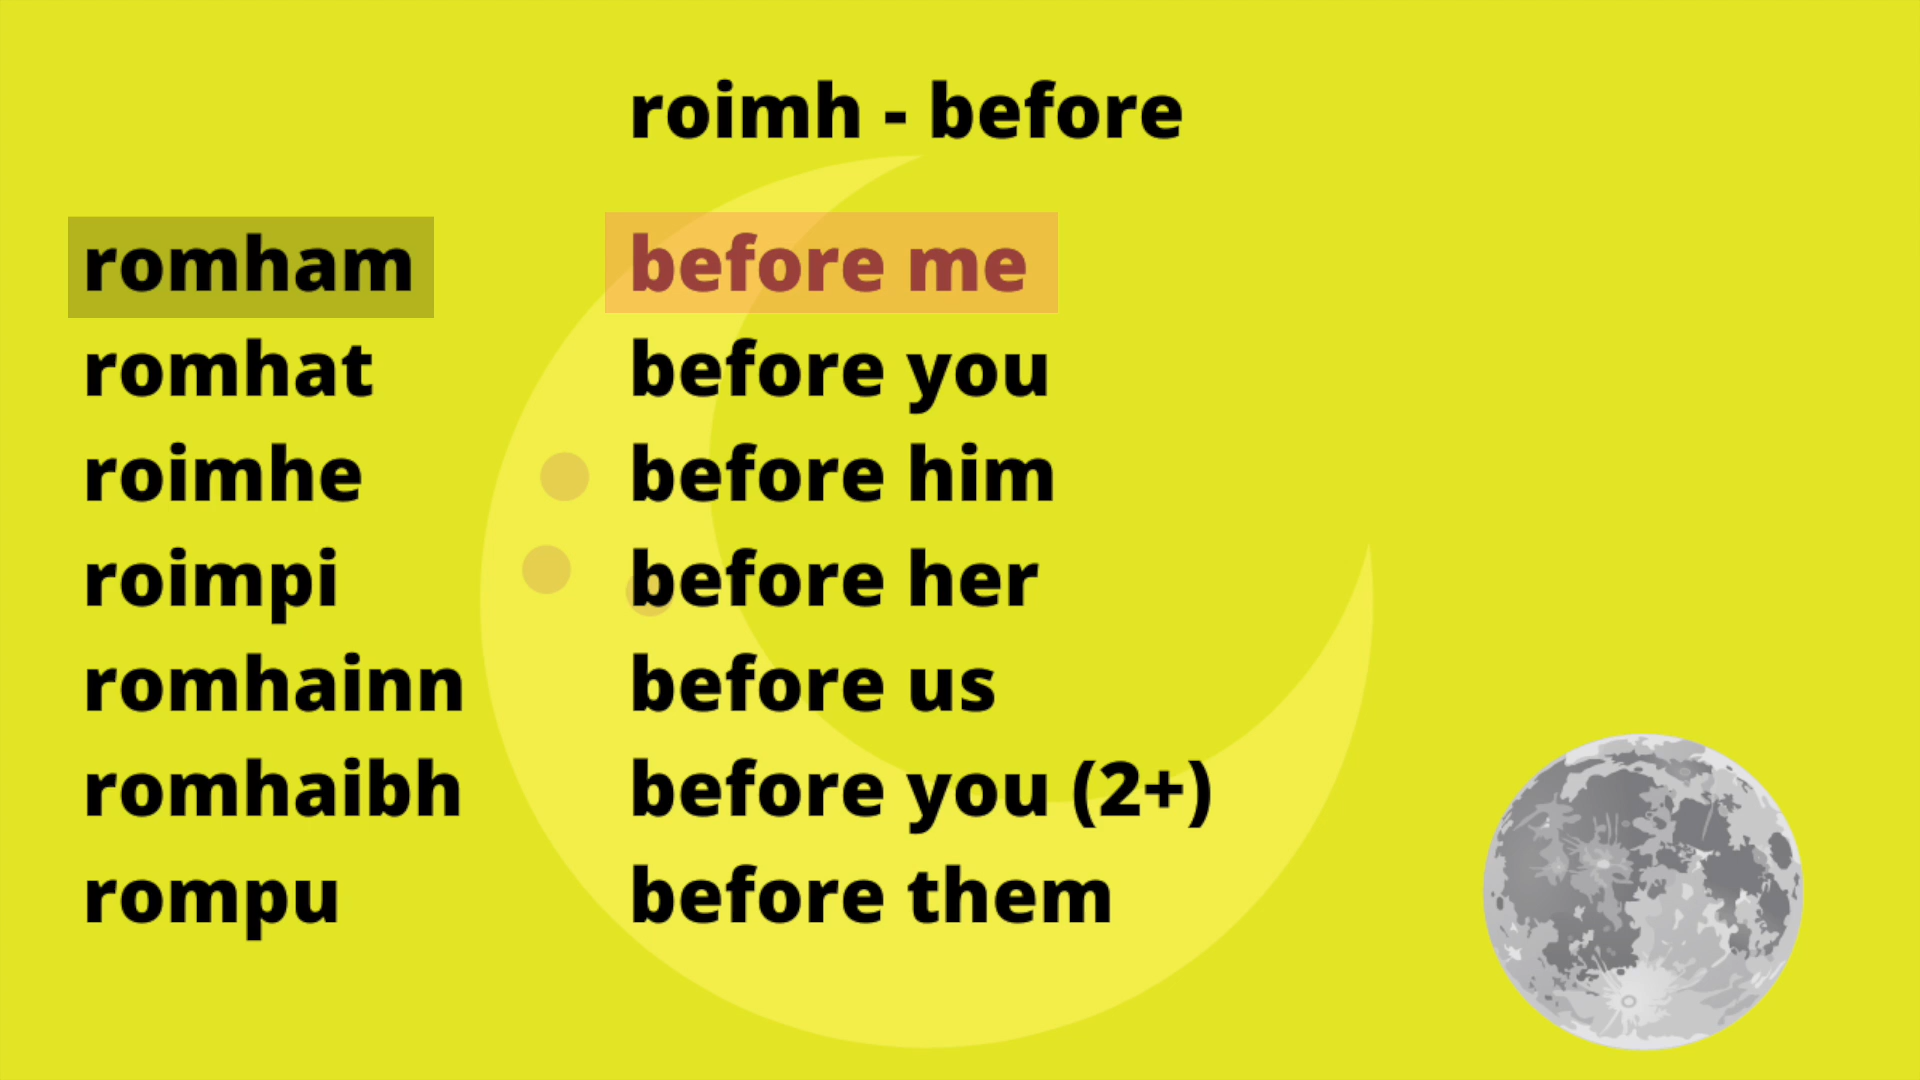 roimh - before
romham before me
romhat before you
roimhe before him
roimpi before her
romhainn before us
romhaibh before you (2+)
rompu before them